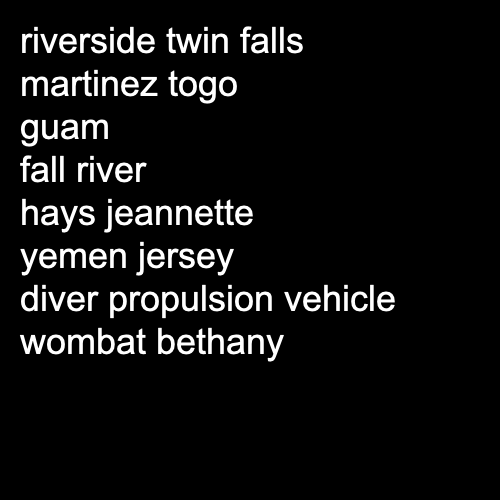 riverside twin falls
martinez togo
guam
fall river
hays jeannette
yemen jersey
diver propulsion vehicle
wombat bethany